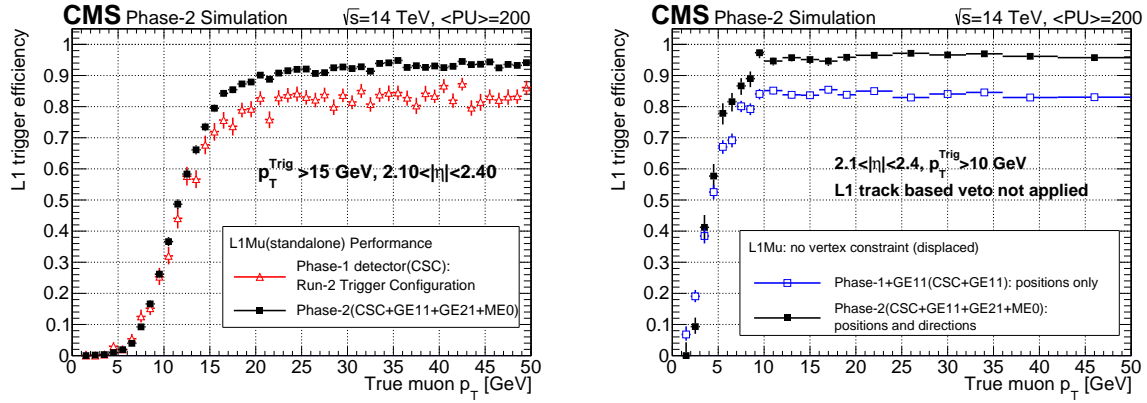 CMS Phase-2 Simulation √s=14 TeV, <PU>=200
L1 trigger efficiency
1
0.9
0.8
0.7
0.6
0.5
0.4
0.3
0.2
0.1
0
p_T^Trig >15 GeV, 2.10<|η|<2.40
L1Mu(standalone) Performance
Phase-1 detector(CSC):
Run-2 Trigger Configuration
Phase-2(CSC+GE11+GE21+ME0)
0 5 10 15 20 25 30 35 40 45 50
True muon p_T [GeV]
CMS Phase-2 Simulation √s=14 TeV, <PU>=200
L1 trigger efficiency
1
0.9
0.8
0.7
0.6
0.5
0.4
0.3
0.2
0.1
0
2.1<|η|<2.4, p_T^Trig>10 GeV
L1 track based veto not applied
L1Mu: no vertex constraint (displaced)
Phase-1+GE11(CSC+GE11): positions only
Phase-2(CSC+GE11+GE21+ME0):
positions and directions
0 5 10 15 20 25 30 35 40 45 50
True muon p_T [GeV]